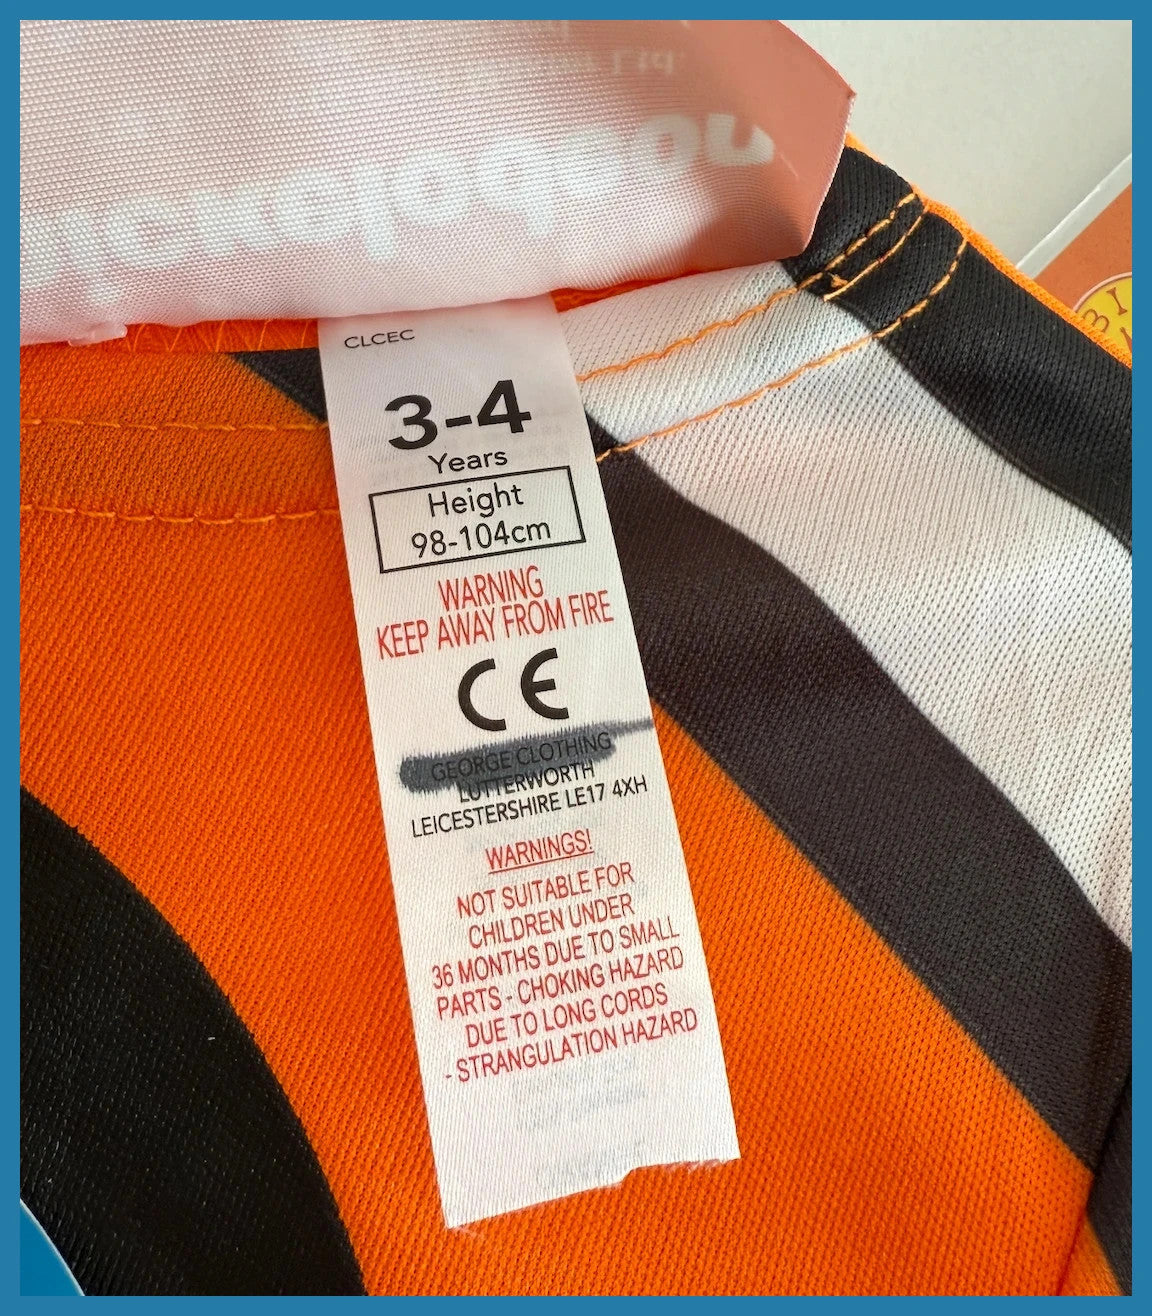 CLCEC
3-4
Years
Height
98-104cm
WARNING
KEEP AWAY FROM FIRE
CE
GEORGE CLOTHING
LUTTERWORTH
LEICESTERSHIRE LE17 4XH
WARNINGS!
NOT SUITABLE FOR
CHILDREN UNDER
36 MONTHS DUE TO SMALL
PARTS - CHOKING HAZARD
DUE TO LONG CORDS
- STRANGULATION HAZARD